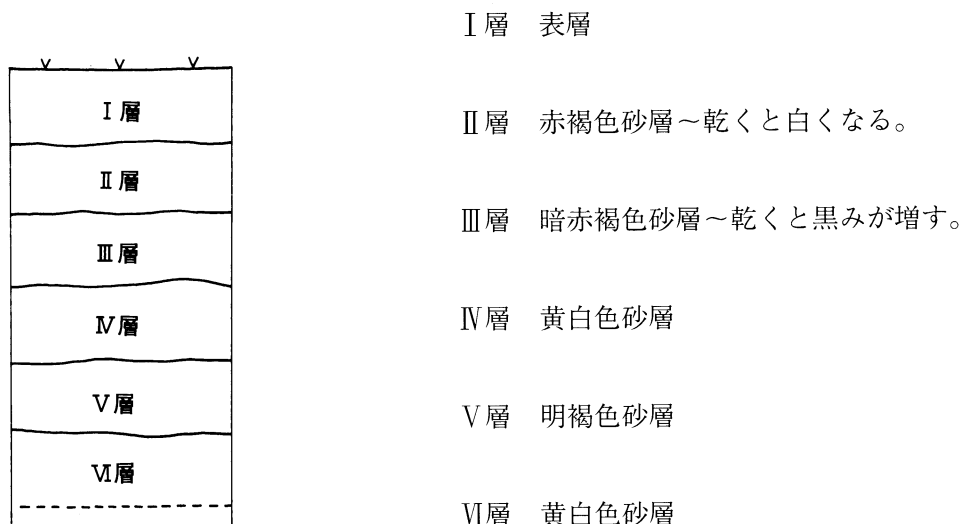 Ⅰ層
Ⅱ層
Ⅲ層
Ⅳ層
Ⅴ層
Ⅵ層
Ⅰ層 表層
Ⅱ層 赤褐色砂層～乾くと白くなる。
Ⅲ層 暗赤褐色砂層～乾くと黒みが増す。
Ⅳ層 黄白色砂層
Ⅴ層 明褐色砂層
Ⅵ層 黄白色砂層